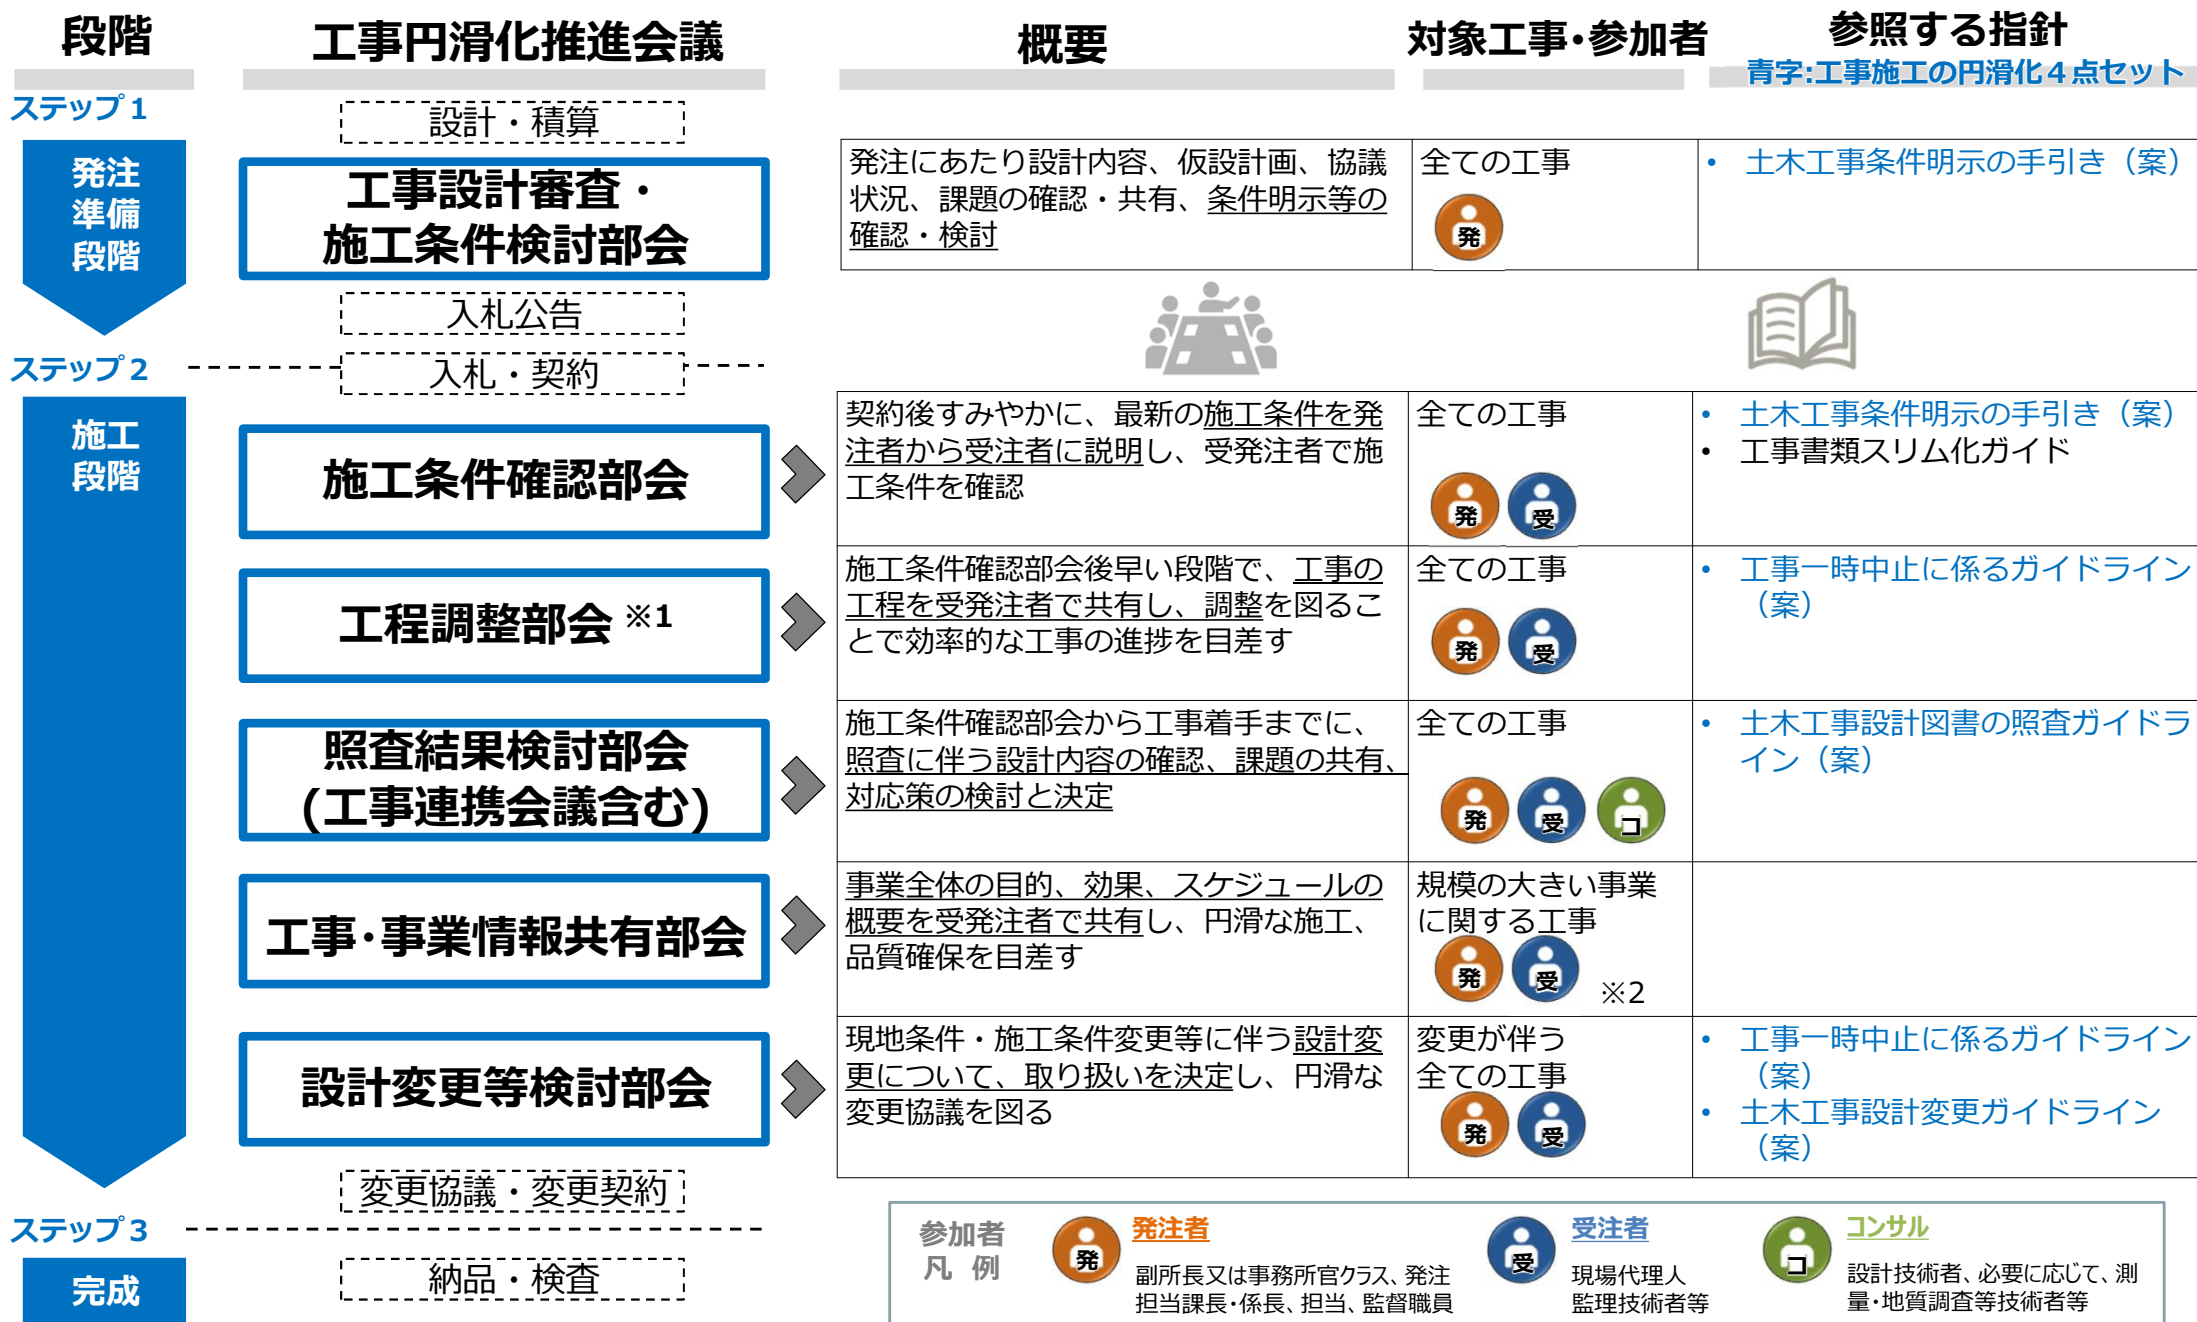 段階
工事円滑化推進会議
概要
対象工事・参加者
参照する指針
青字:工事施工の円滑化４点セット
ステップ１
発注
準備
段階
設計・積算
工事設計審査・
施工条件検討部会
発注にあたり設計内容、仮設計画、協議
状況、課題の確認・共有、条件明示等の
確認・検討
全ての工事
発
• 土木工事条件明示の手引き（案）
入札公告
ステップ２
入札・契約
施工
段階
施工条件確認部会
契約後すみやかに、最新の施工条件を発
注者から受注者に説明し、受発注者で施
工条件を確認
全ての工事
発 受
• 土木工事条件明示の手引き（案）
• 工事書類スリム化ガイド
工程調整部会 ※1
施工条件確認部会後早い段階で、工事の
工程を受発注者で共有し、調整を図るこ
とで効率的な工事の進捗を目差す
全ての工事
発 受
• 工事一時中止に係るガイドライン
（案）
照査結果検討部会
(工事連携会議含む)
施工条件確認部会から工事着手までに、
照査に伴う設計内容の確認、課題の共有、
対応策の検討と決定
全ての工事
発 受 コ
• 土木工事設計図書の照査ガイドラ
イン（案）
工事･事業情報共有部会
事業全体の目的、効果、スケジュールの
概要を受発注者で共有し、円滑な施工、
品質確保を目差す
規模の大きい事業
に関する工事
発 受 ※2
設計変更等検討部会
現地条件・施工条件変更等に伴う設計変
更について、取り扱いを決定し、円滑な
変更協議を図る
変更が伴う
全ての工事
発 受
• 工事一時中止に係るガイドライン
（案）
• 土木工事設計変更ガイドライン
（案）
変更協議・変更契約
ステップ３
完成
納品・検査
参加者
凡 例
発
発注者
副所長又は事務所官クラス、発注
担当課長・係長、担当、監督職員
受
受注者
現場代理人
監理技術者等
コ
コンサル
設計技術者、必要に応じて、測
量・地質調査等技術者等